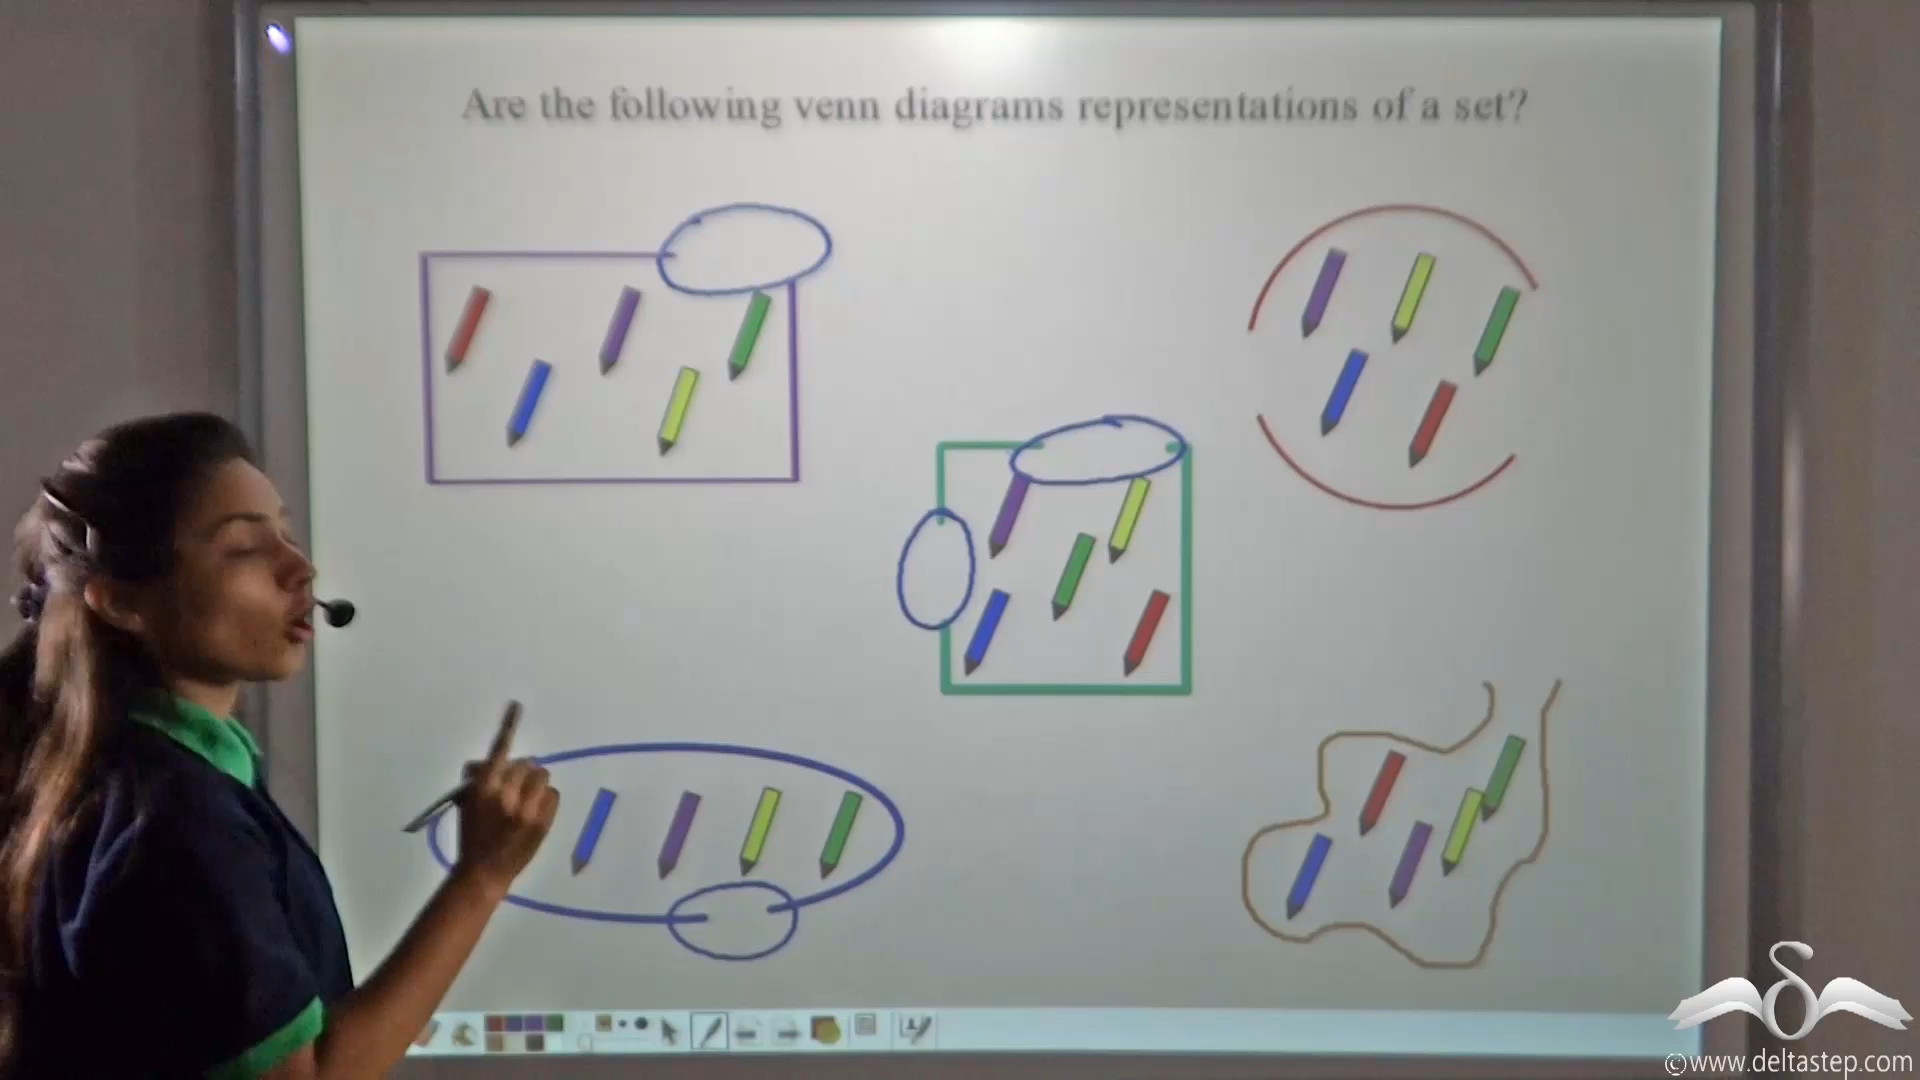 Are the following venn diagrams representations of a set?
©www.deltastep.com